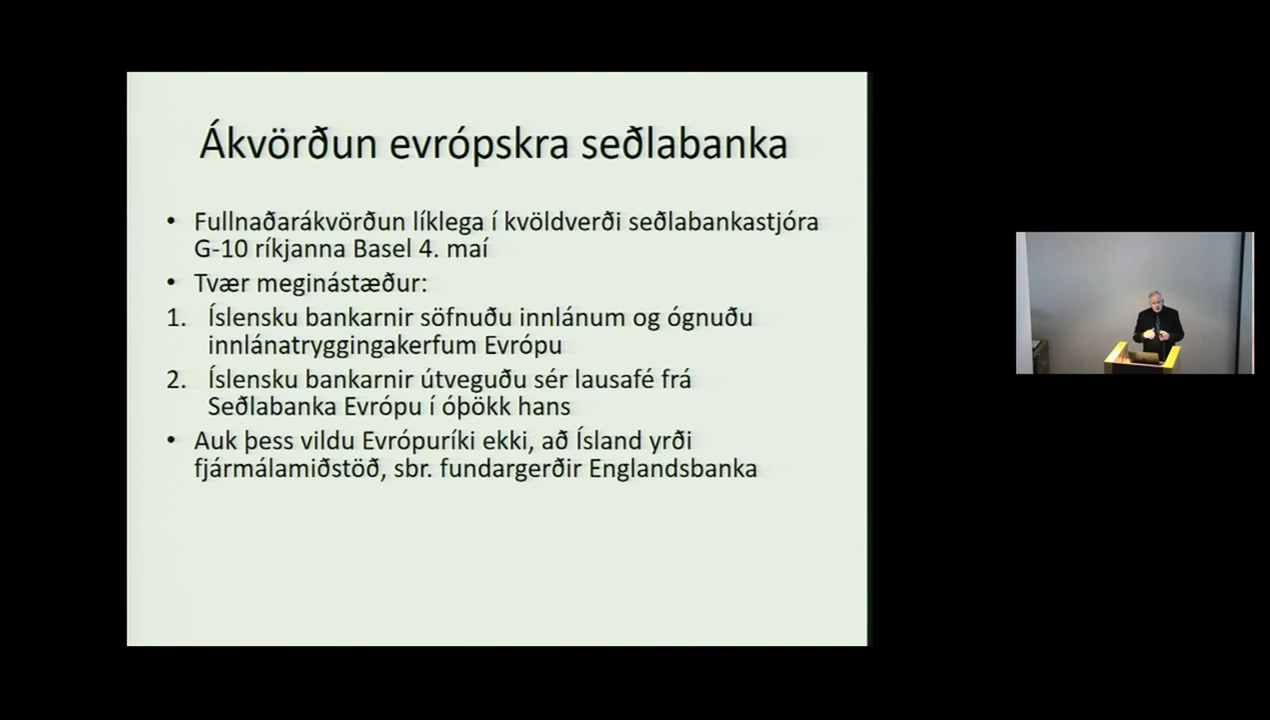 Ákvörðun evrópskra seðlabanka
• Fullnaðarákvörðun líklega í kvöldverði seðlabankastjóra
G-10 ríkjanna Basel 4. maí
• Tvær meginástæður:
1. Íslensku bankarnir söfnuðu innlánum og ógnuðu
innlánatryggingakerfum Evrópu
2. Íslensku bankarnir útveguðu sér lausafé frá
Seðlabanka Evrópu í óþökk hans
• Auk þess vildu Evrópuríki ekki, að Ísland yrði
fjármálamiðstöð, sbr. fundargerðir Englandsbanka